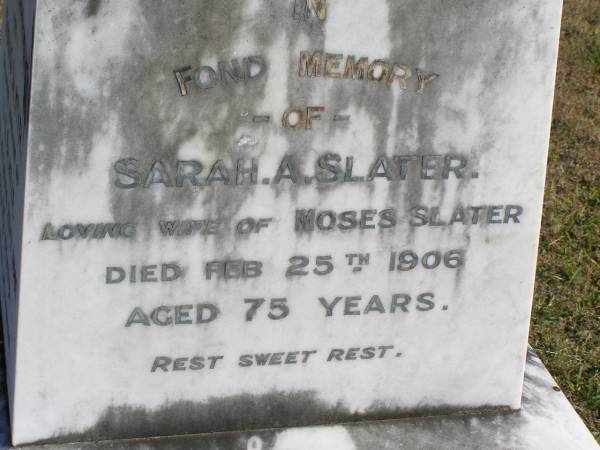 IN
FOND MEMORY
- OF -
SARAH. A. SLATER.
LOVING WIFE OF MOSES SLATER
DIED FEB 25TH 1906
AGED 75 YEARS.
REST SWEET REST.